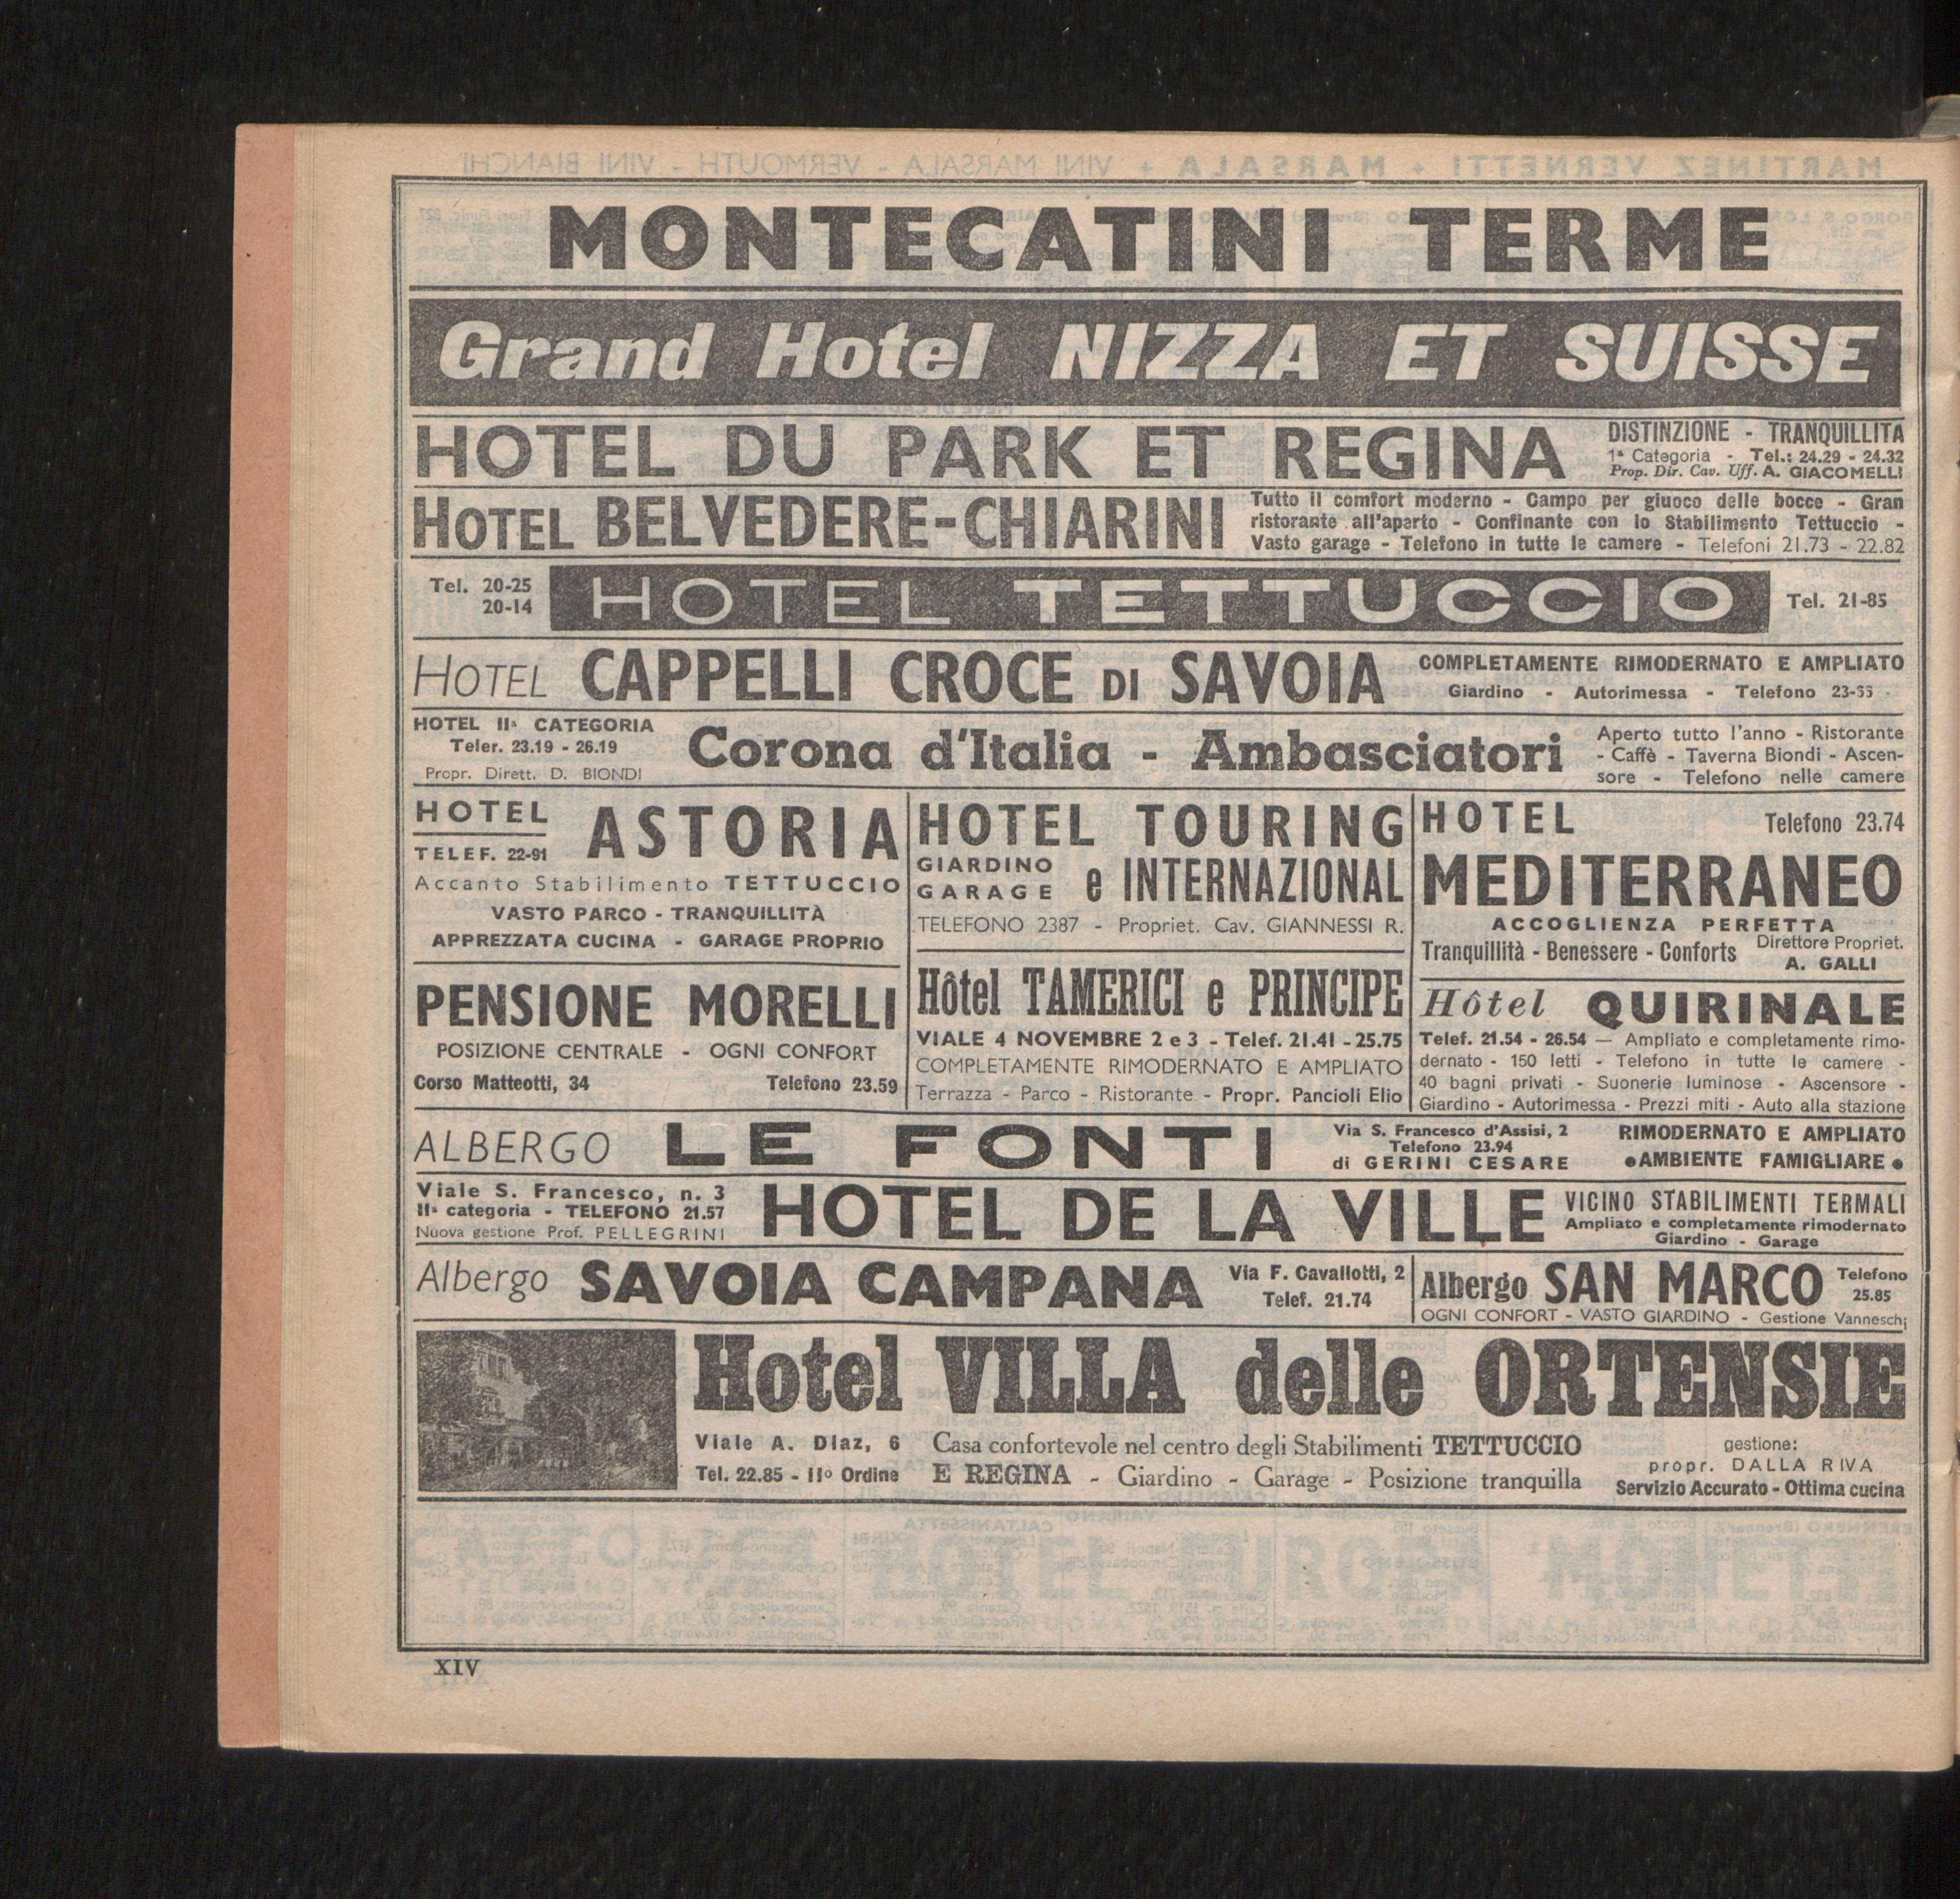 MONTECATINI TERME
Grand Hotel NIZZA ET SUISSE
HOTEL DU PARK ET REGINA
DISTINZIONE - TRANQUILLITA
1ª Categoria - Tel.: 24.29 - 24.32
Prop. Dir. Cav. Uff. A. GIACOMELLI
HOTEL BELVEDERE-CHIARINI
Tutto il comfort moderno - Campo per giuoco delle bocce - Gran
ristorante all'aperto - Confinante con lo Stabilimento Tettuccio -
Vasto garage - Telefono in tutte le camere - Telefoni 21.73 - 22.82
Tel. 20-25
20-14
HOTEL TETTUCCIO
Tel. 21-85
HOTEL CAPPELLI CROCE DI SAVOIA
COMPLETAMENTE RIMODERNATO E AMPLIATO
Giardino - Autorimessa - Telefono
HOTEL IIª CATEGORIA
Teler. 23.19 - 26.19
Propr. Dirett. D. BIONDI
Corona d'Italia - Ambasciatori
Aperto tutto l'anno - Ristorante
- Caffè - Taverna Biondi - Ascen-
sore - Telefono nelle camere
HOTEL
TELEF. 22-91
ASTORIA
Accanto Stabilimento TETTUCCIO
VASTO PARCO - TRANQUILLITÀ
APPREZZATA CUCINA - GARAGE PROPRIO
HOTEL TOURING
GIARDINO
GARAGE
e INTERNAZIONAL
TELEFONO 2387 - Propriet. Cav. GIANNESSI R.
HOTEL
Telefono 23.74
MEDITERRANEO
ACCOGLIENZA PERFETTA
Tranquillità - Benessere - Conforts
Direttore Propriet.
A. GALLI
PENSIONE MORELLI
POSIZIONE CENTRALE - OGNI CONFORT
Corso Matteotti, 34 Telefono 23.59
Hôtel TAMERICI e PRINCIPE
VIALE 4 NOVEMBRE 2 e 3 - Telef. 21.41 - 25.75
COMPLETAMENTE RIMODERNATO E AMPLIATO
Terrazza - Parco - Ristorante - Propr. Pancioli Elio
Hôtel QUIRINALE
Telef. 21.54 - 26.54 — Ampliato e completamente rimo-
dernato - 150 letti - Telefono in tutte le camere -
40 bagni privati - Suonerie luminose - Ascensore -
Giardino - Autorimessa - Prezzi miti - Auto alla stazione
ALBERGO LE FONTI
Via S. Francesco d'Assisi, 2
Telefono 23.94
di GERINI CESARE
RIMODERNATO E AMPLIATO
• AMBIENTE FAMIGLIARE •
Viale S. Francesco, n. 3
IIª categoria - TELEFONO 21.57
Nuova gestione Prof. PELLEGRINI
HOTEL DE LA VILLE
VICINO STABILIMENTI TERMALI
Ampliato e completamente rimodernato
Giardino - Garage
Albergo SAVOIA CAMPANA
Via F. Cavallotti, 2
Telef. 21.74
Albergo SAN MARCO
Telefono
25.85
OGNI CONFORT - VASTO GIARDINO - Gestione Vanneschi
Hotel VILLA delle ORTENSIE
Viale A. Diaz, 6
Tel. 22.85 - IIº Ordine
Casa confortevole nel centro degli Stabilimenti TETTUCCIO
E REGINA - Giardino - Garage - Posizione tranquilla
gestione:
propr. DALLA RIVA
Servizio Accurato - Ottima cucina
XIV